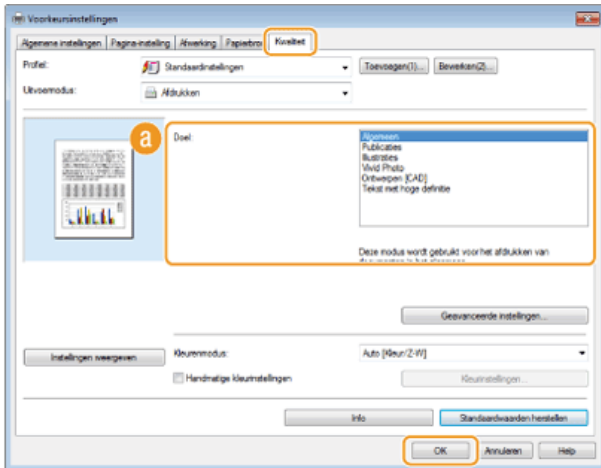 Voorkeursinstellingen
Algemene instellingen Pagina-instelling Afwerking Papierbron Kwaliteit
Profiel: Standaardinstellingen Toevoegen(1)... Bewerken(2)...
Uitvoermodus: Afdrukken
a
Doel:
Algemeen
Publicaties
Illustraties
Vivid Photo
Ontwerpen [CAD]
Tekst met hoge definitie
Deze modus wordt gebruikt voor het afdrukken van
Geavanceerde instellingen...
Instellingen weergeven Kleurenmodus: Auto [Kleur/Z-W]
Handmatige kleurinstellingen Kleurinstellingen...
Info Standaardwaarden herstellen
OK Annuleren Help